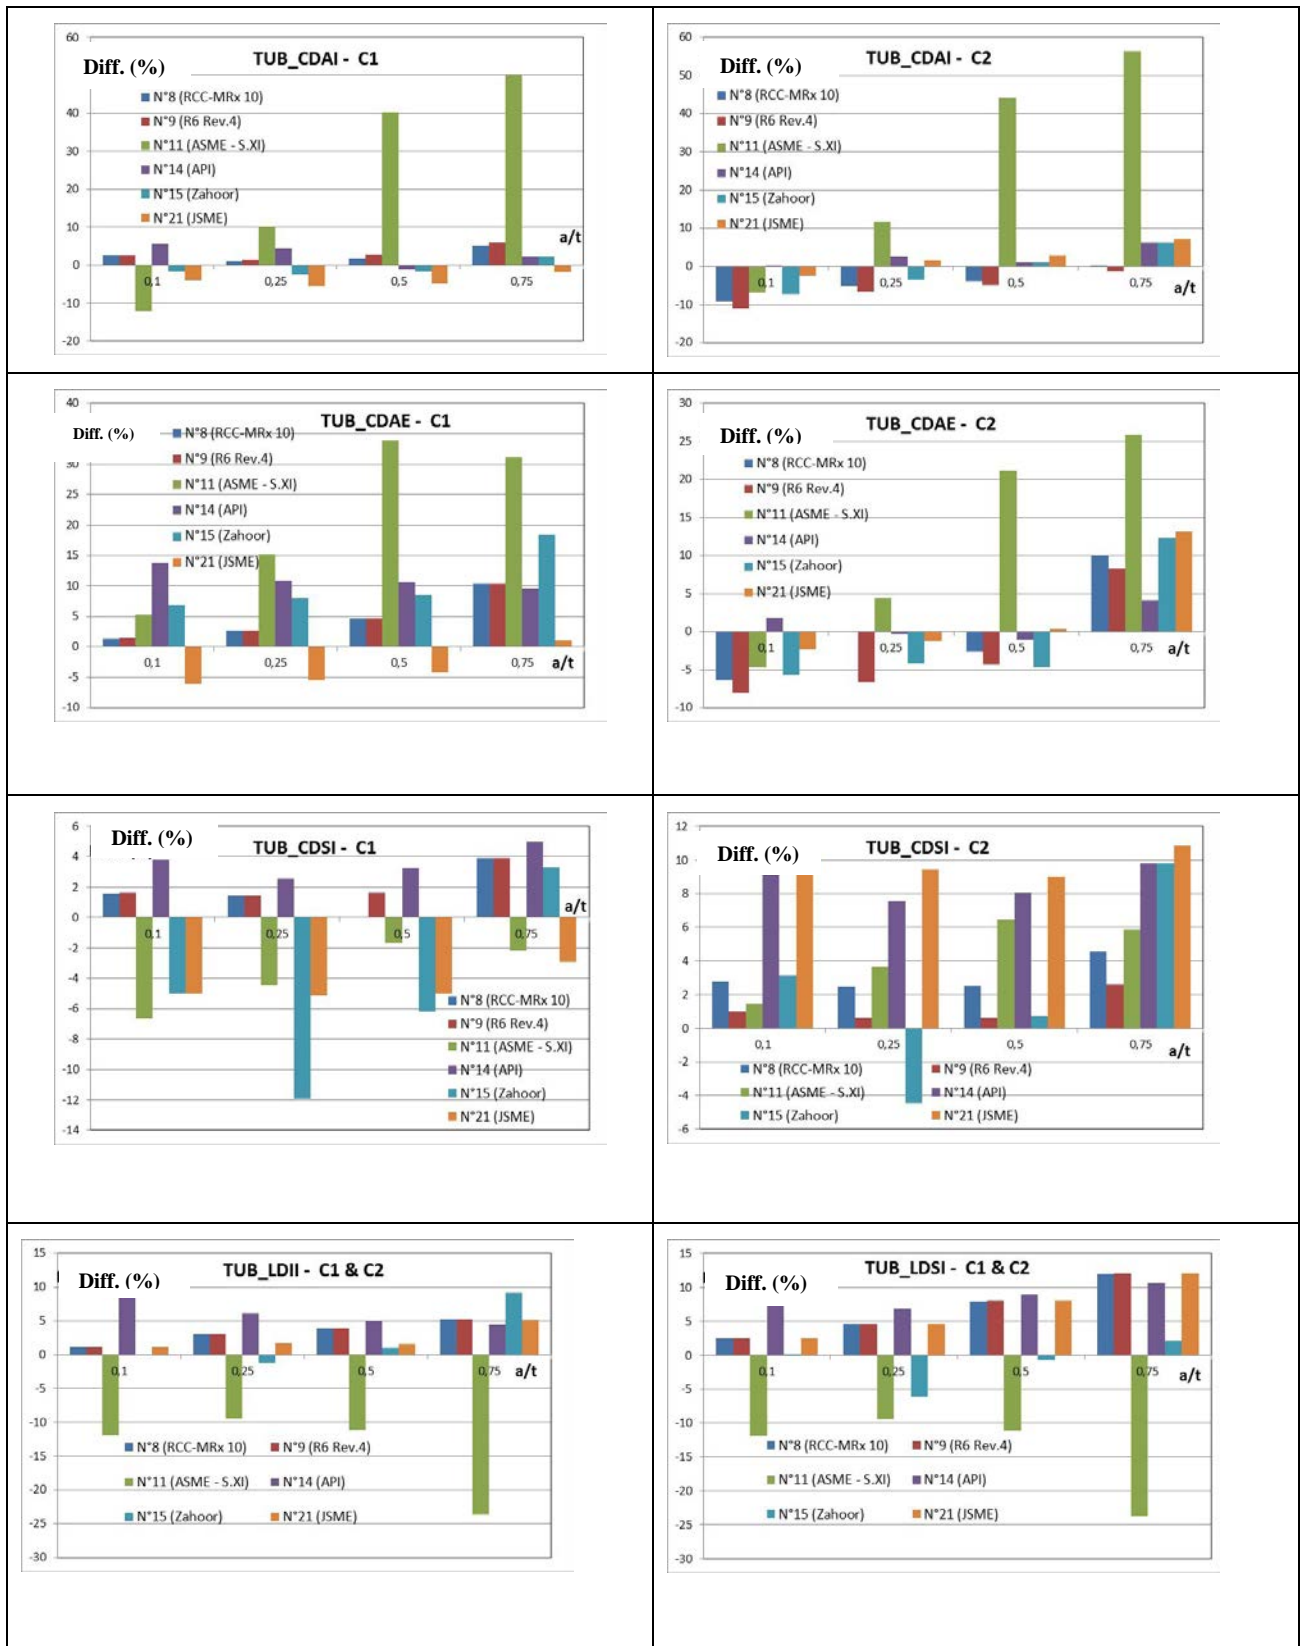 60
TUB_CDAI - C1
Diff. (%)
50
N°8 (RCC-MRx 10)
40
N°9 (R6 Rev.4)
30
N°11 (ASME - S.XI)
20
N°14 (API)
N°15 (Zahoor)
10
N°21 (JSME)
a/t
0
0,1 0,25 0,5 0,75
-10
-20
60
TUB_CDAI - C2
Diff. (%)
50
N°8 (RCC-MRx 10)
40
N°9 (R6 Rev.4)
30
N°11 (ASME - S.XI)
20
N°14 (API)
N°15 (Zahoor)
10
N°21 (JSME)
0
0,1 0,25 0,5 0,75
a/t
-10
-20
40
TUB_CDAE - C1
Diff. (%)
N°8 (RCC-MRx 10)
30
N°9 (R6 Rev.4)
25
N°11 (ASME - S.XI)
20
N°14 (API)
N°15 (Zahoor)
15
N°21 (JSME)
10
5
0
0,1 0,25 0,5 0,75
a/t
-5
-10
30
TUB_CDAE - C2
Diff. (%)
25
N°8 (RCC-MRx 10)
20
N°9 (R6 Rev.4)
15
N°11 (ASME - S.XI)
N°14 (API)
10
N°15 (Zahoor)
5
N°21 (JSME)
0
0,1 0,25 0,5 0,75
a/t
-5
-10
6
Diff. (%)
TUB_CDSI - C1
4
2
a/t
0
0,1 0,25 0,5 0,75
-2
-4
N°8 (RCC-MRx 10)
-6
N°9 (R6 Rev.4)
-8
N°11 (ASME - S.XI)
-10
N°14 (API)
N°15 (Zahoor)
-12
N°21 (JSME)
-14
12
TUB_CDSI - C2
Diff. (%)
10
8
6
4
2
0
0,1 0,25 0,5 0,75
a/t
-2
N°8 (RCC-MRx 10) N°9 (R6 Rev.4)
N°11 (ASME - S.XI) N°14 (API)
-4
N°15 (Zahoor) N°21 (JSME)
-6
15
TUB_LDII - C1 & C2
Diff. (%)
10
5
0
0,1 0,25 0,5 0,75 a/t
-5
-10
N°8 (RCC-MRx 10) N°9 (R6 Rev.4)
-15
N°11 (ASME - S.XI) N°14 (API)
-20
N°15 (Zahoor) N°21 (JSME)
-25
-30
15
TUB_LDSI - C1 & C2
Diff. (%)
10
5
0
0,1 0,25 0,5 0,75 a/t
-5
-10
N°8 (RCC-MRx 10) N°9 (R6 Rev.4)
-15
N°11 (ASME - S.XI) N°14 (API)
-20
N°15 (Zahoor) N°21 (JSME)
-25
-30